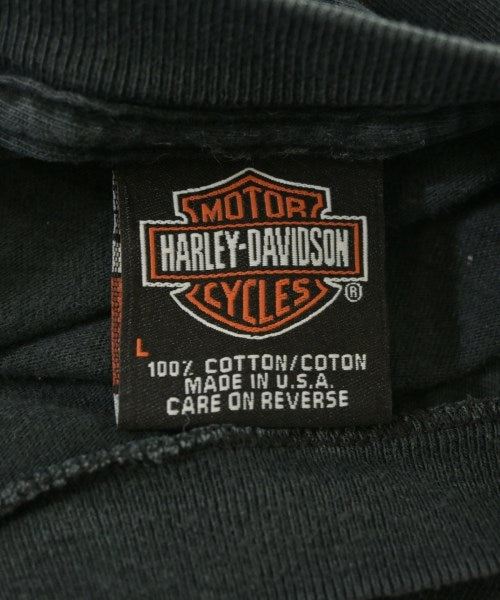 MOTOR
HARLEY-DAVIDSON
CYCLES
®
L
100% COTTON/COTON
MADE IN U.S.A.
CARE ON REVERSE